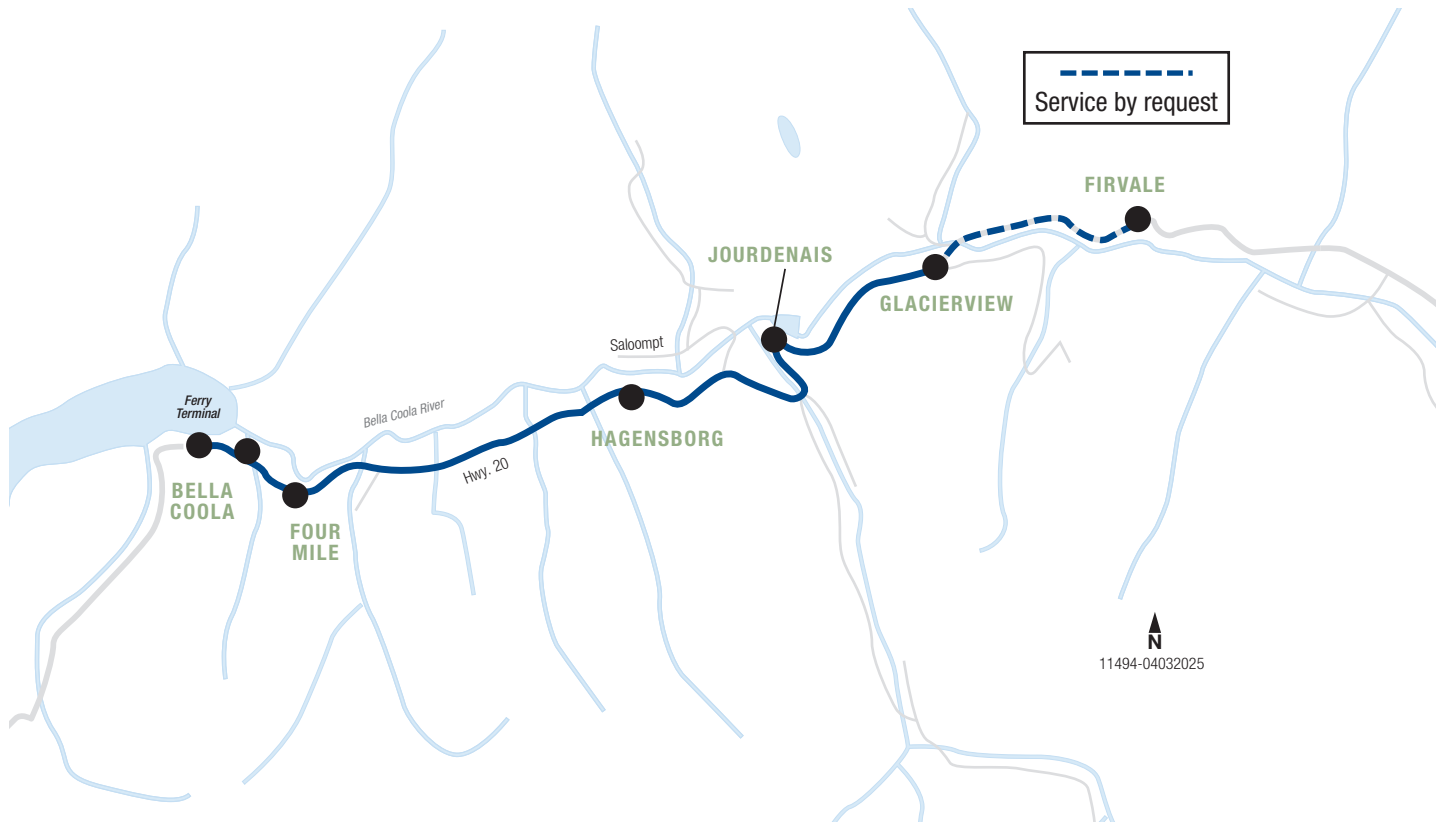 Service by request
FIRVALE
JOURDENAIS
GLACIERVIEW
Saloompt
Ferry
Terminal
Bella Coola River
HAGENSBORG
Hwy. 20
BELLA
COOLA
FOUR
MILE
N
11494-04032025